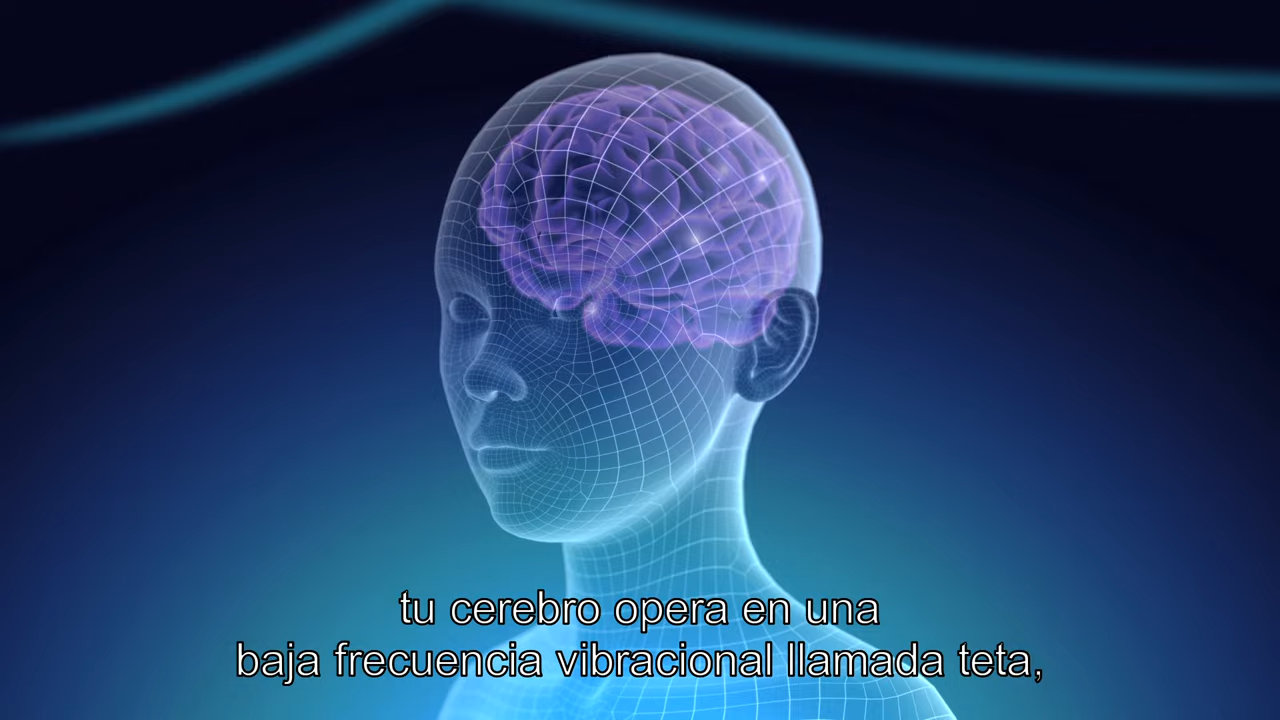 tu cerebro opera en una
baja frecuencia vibracional llamada teta,